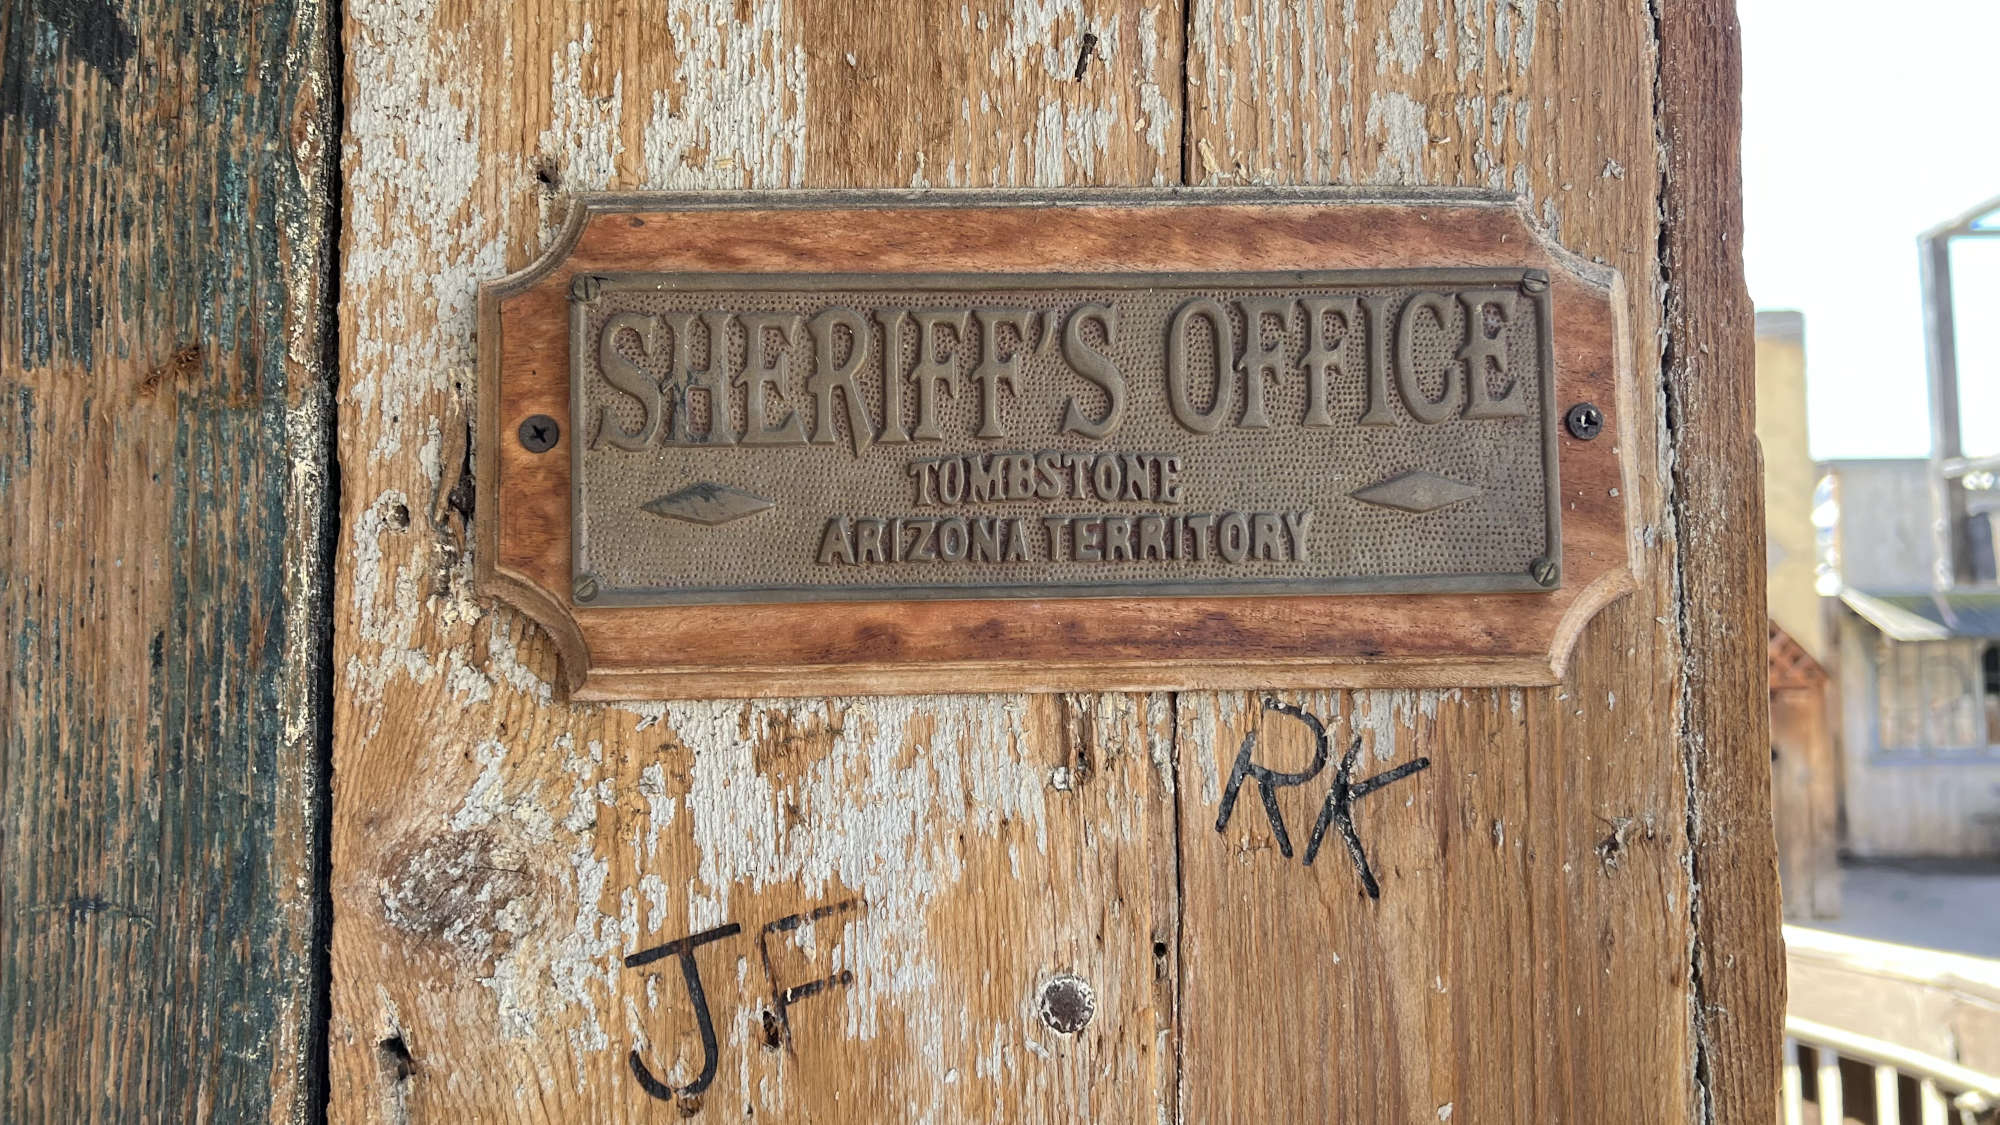 SHERIFF'S OFFICE
TOMBSTONE
ARIZONA TERRITORY
RK
JF